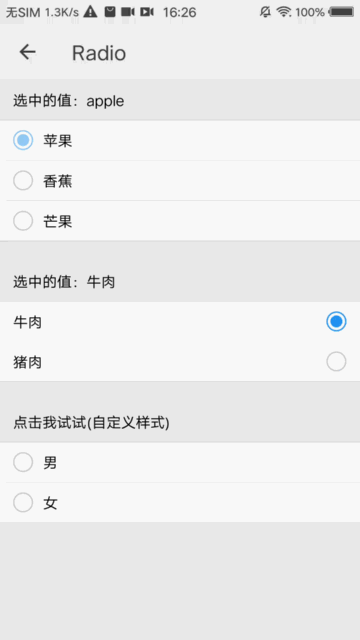 无SIM 1.3K/s 16:26 100%
Radio
选中的值：apple
苹果
香蕉
芒果
选中的值：牛肉
牛肉
猪肉
点击我试试(自定义样式)
男
女